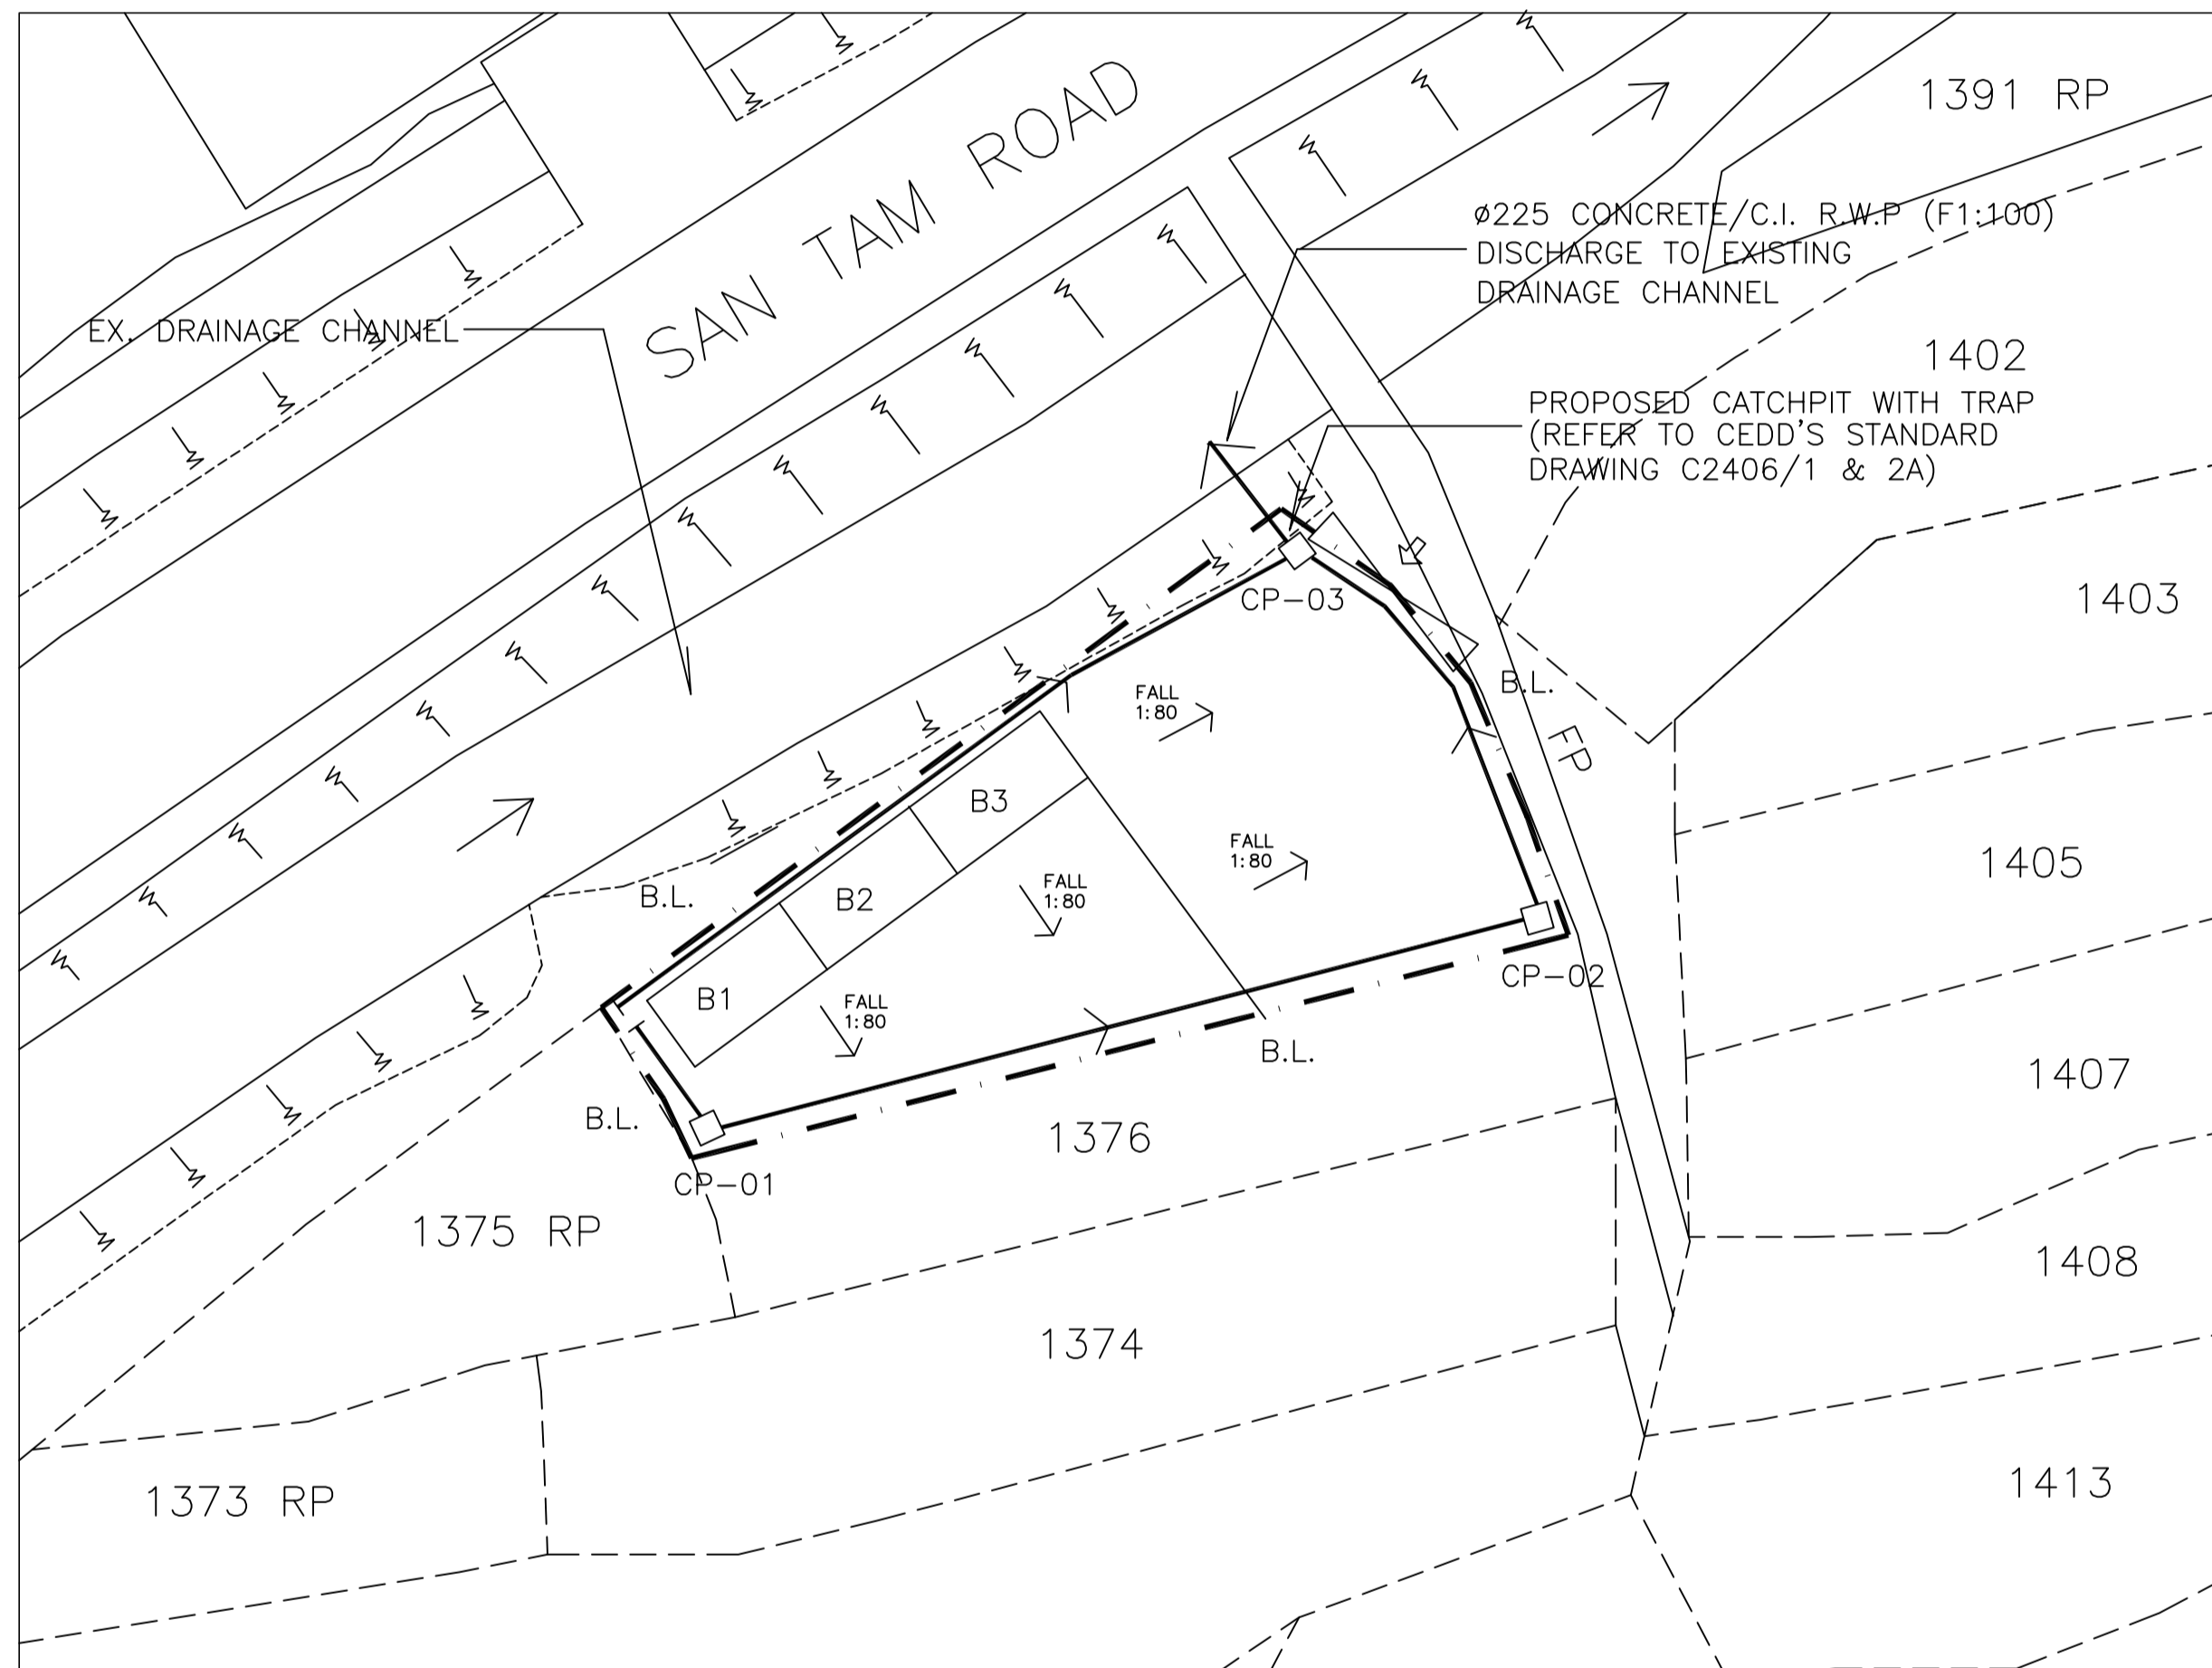 1391 RP
SAN TAM ROAD
ø225 CONCRETE/C.I. R.W.P (F1:100)
DISCHARGE TO EXISTING
DRAINAGE CHANNEL
EX. DRAINAGE CHANNEL
1402
PROPOSED CATCHPIT WITH TRAP
(REFER TO CEDD'S STANDARD
DRAWING C2406/1 & 2A)
CP-03
1403
B.L.
FALL
1:80
FP
B3
FALL
1:80
1405
B.L.
B2
FALL
1:80
CP-02
B1
FALL
1:80
B.L.
1407
B.L.
1376
CP-01
1375 RP
1408
1374
1413
1373 RP